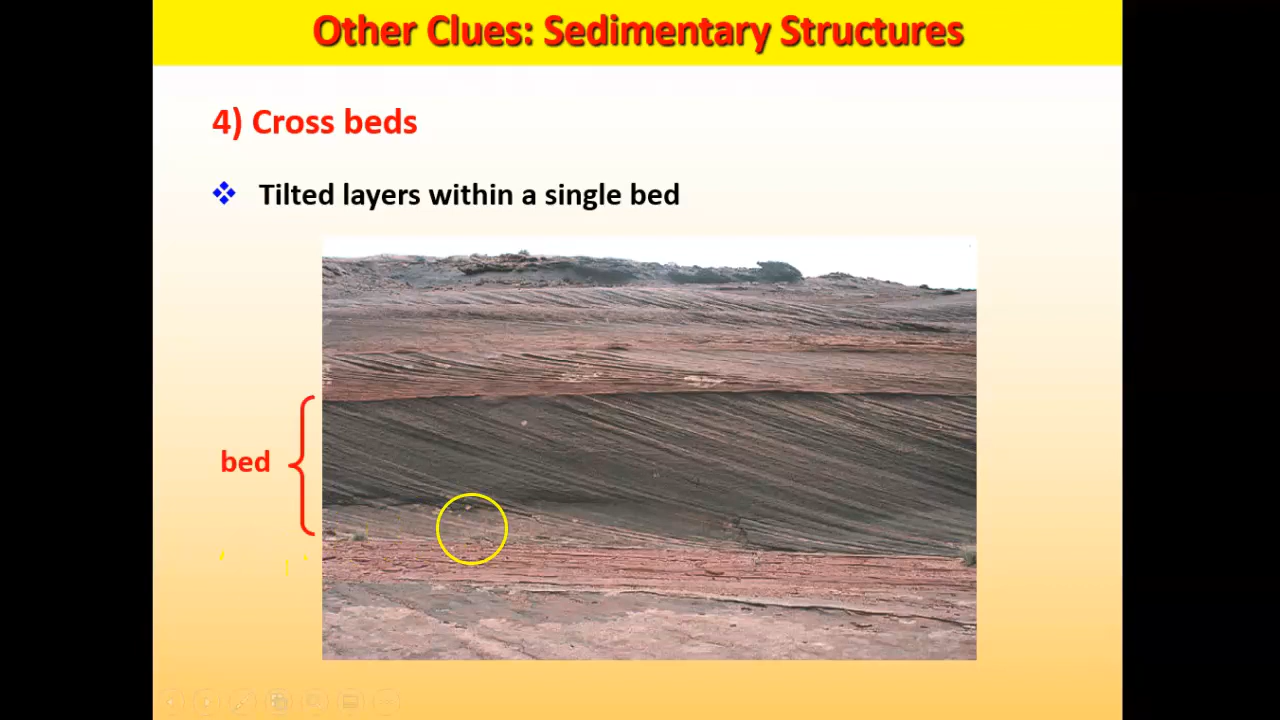 Other Clues: Sedimentary Structures
4) Cross beds
Tilted layers within a single bed
bed